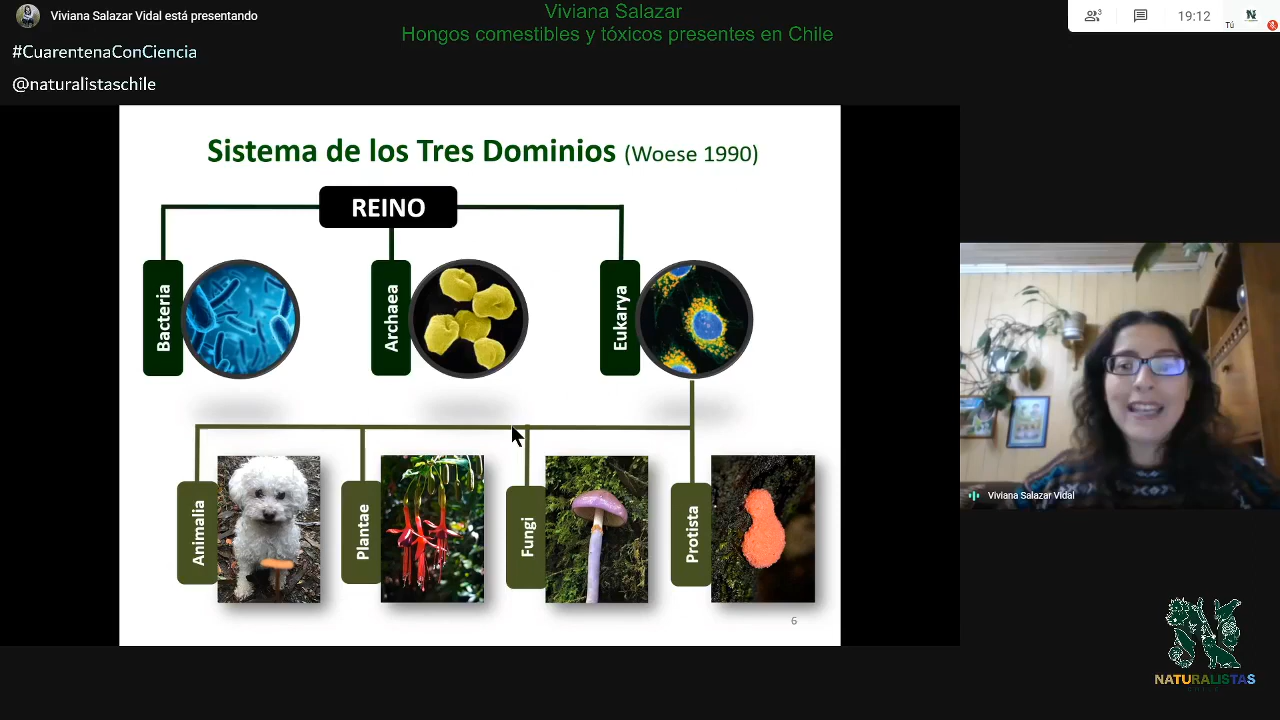 Viviana Salazar Vidal está presentando
Viviana Salazar
Hongos comestibles y tóxicos presentes en Chile
3
19:12
Tú
#CuarentenaConCiencia
@naturalistaschile
Sistema de los Tres Dominios (Woese 1990)
REINO
Bacteria
Archaea
Eukarya
Animalia
Plantae
Fungi
Protista
6
Viviana Salazar Vidal
NATURALISTAS
CHILE